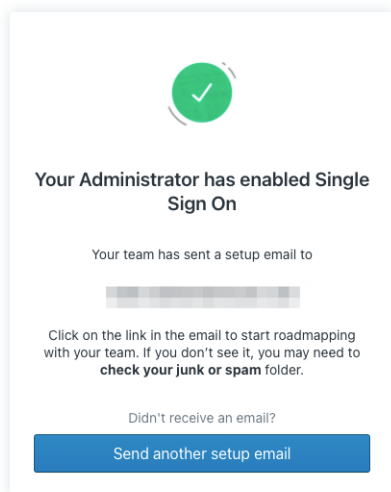 Your Administrator has enabled Single
Sign On
Your team has sent a setup email to
Click on the link in the email to start roadmapping
with your team. If you don't see it, you may need to
check your junk or spam folder.
Didn't receive an email?
Send another setup email